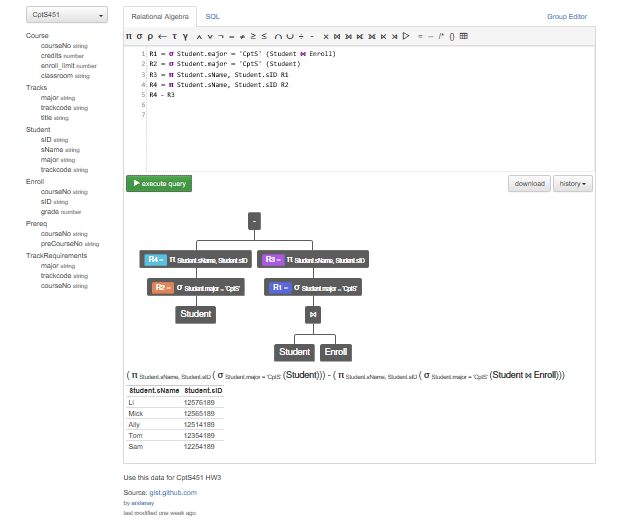 CptS451
Relational Algebra
SQL
Group Editor
Course
courseNo string
credits number
enroll_limit number
classroom string
Tracks
major string
trackcode string
title string
Student
sID string
sName string
major string
trackcode string
Enroll
courseNo string
sID string
grade number
Prereq
courseNo string
preCourseNo string
TrackRequirements
major string
trackcode string
courseNo string
π σ ρ ← τ γ ∧ ∨ ¬ = ≠ ≥ ≤ ∩ ∪ ÷ - ⨯ ⨝ ⟕ ⟖ ⟗ ⋉ ⋊ ▷ = -- /* {}
1 R1 = σ Student.major = 'CptS' (Student ⨝ Enroll)
2 R2 = σ Student.major = 'CptS' (Student)
3 R3 = π Student.sName, Student.sID R1
4 R4 = π Student.sName, Student.sID R2
5 R4 - R3
6
7
execute query
download
history
-
R4 = π Student.sName, Student.sID
R3 = π Student.sName, Student.sID
R2 = σ Student.major = 'CptS'
R1 = σ Student.major = 'CptS'
Student
⨝
Student
Enroll
( π Student.sName, Student.sID ( σ Student.major = 'CptS' (Student))) - ( π Student.sName, Student.sID ( σ Student.major = 'CptS' (Student ⨝ Enroll)))
Student.sName Student.sID
Li 12576189
Mick 12565189
Ally 12514189
Tom 12354189
Sam 12254189
Use this data for CptS451 HW3
Source: gist.github.com
last modified one week ago